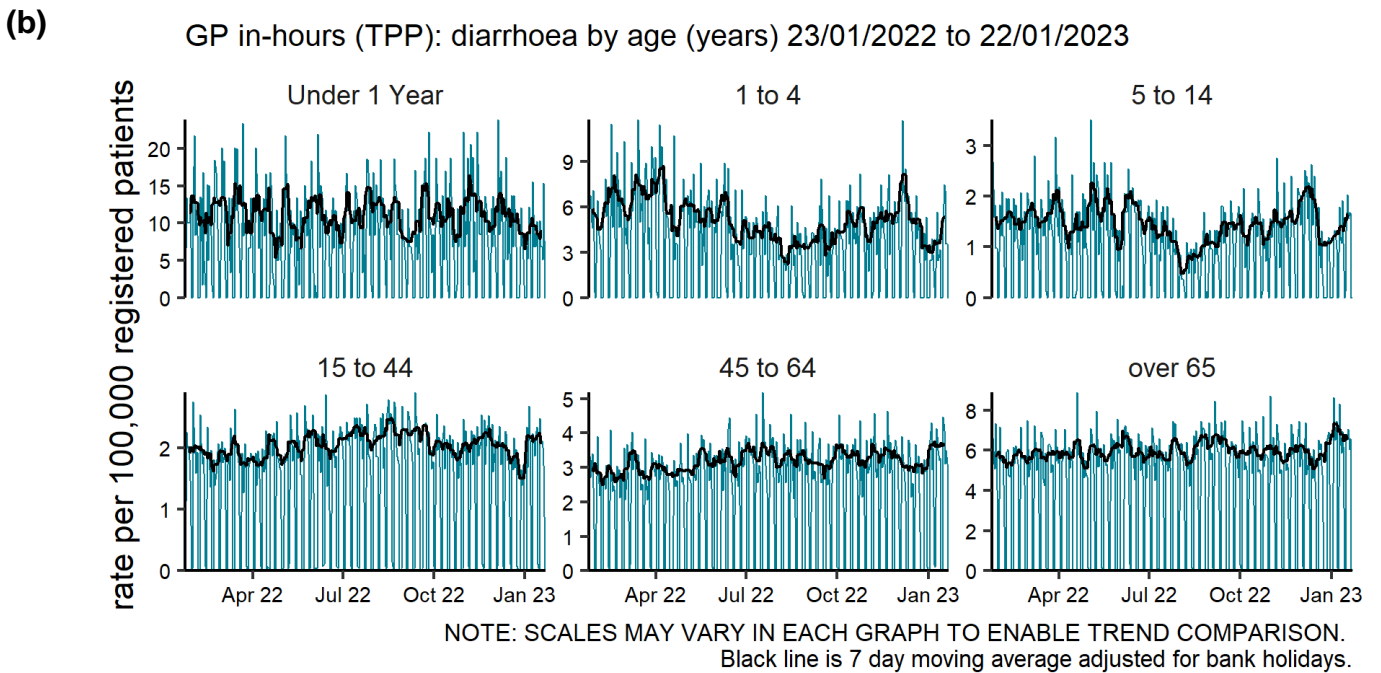 (b)
GP in-hours (TPP): diarrhoea by age (years) 23/01/2022 to 22/01/2023
rate per 100,000 registered patients
Under 1 Year
20
15
10
5
0
1 to 4
9
6
3
0
5 to 14
3
2
1
0
15 to 44
2
1
0
Apr 22 Jul 22 Oct 22 Jan 23
45 to 64
5
4
3
2
1
0
Apr 22 Jul 22 Oct 22 Jan 23
over 65
8
6
4
2
0
Apr 22 Jul 22 Oct 22 Jan 23
NOTE: SCALES MAY VARY IN EACH GRAPH TO ENABLE TREND COMPARISON.
Black line is 7 day moving average adjusted for bank holidays.